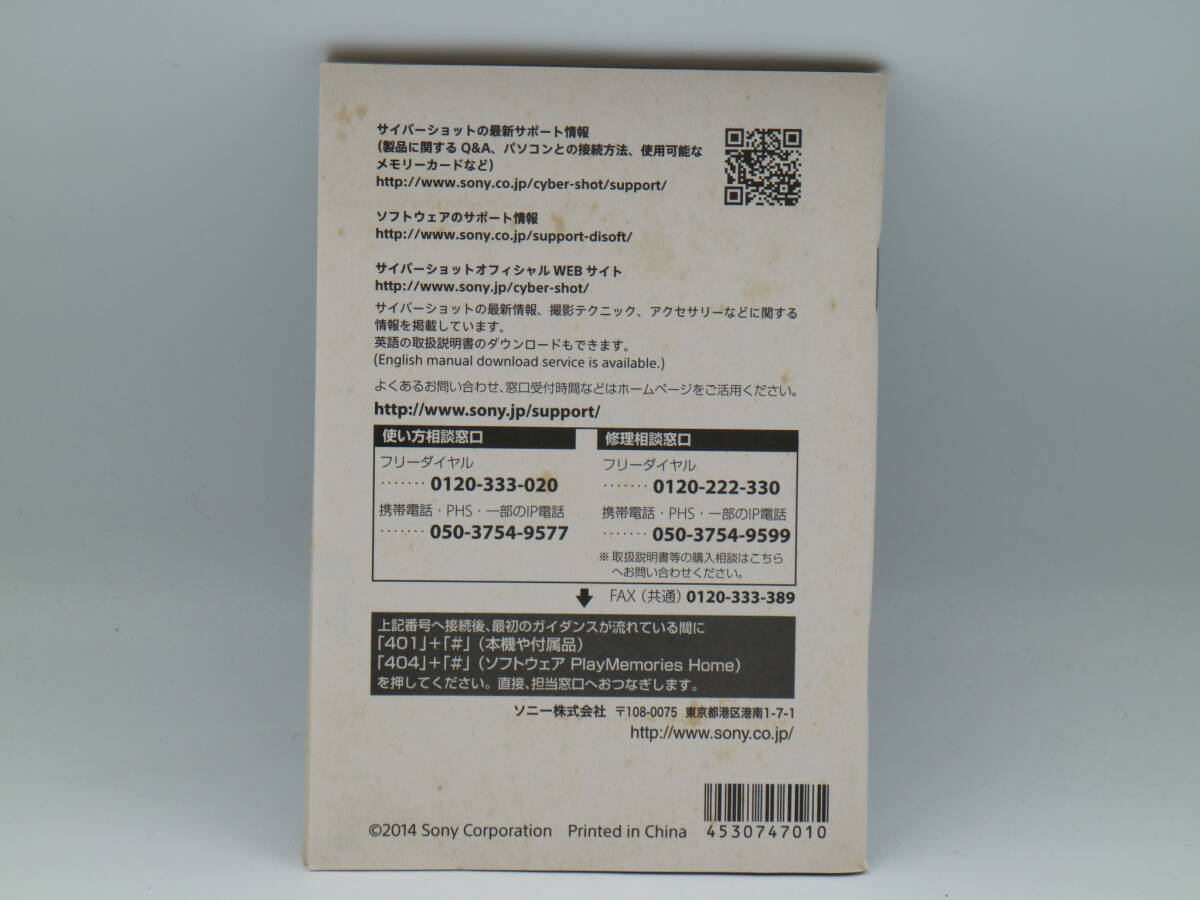 サイバーショットの最新サポート情報
(製品に関する Q&A、パソコンとの接続方法、使用可能な
メモリーカードなど)
http://www.sony.co.jp/cyber-shot/support/
ソフトウェアのサポート情報
http://www.sony.co.jp/support-disoft/
サイバーショットオフィシャル WEB サイト
http://www.sony.jp/cyber-shot/
サイバーショットの最新情報、撮影テクニック、アクセサリーなどに関する
情報を掲載しています。
英語の取扱説明書のダウンロードもできます。
(English manual download service is available.)
よくあるお問い合わせ、窓口受付時間などはホームページをご活用ください。
http://www.sony.jp/support/
使い方相談窓口
フリーダイヤル
······· 0120-333-020
携帯電話・PHS・一部のIP電話
······· 050-3754-9577
修理相談窓口
フリーダイヤル
······· 0120-222-330
携帯電話・PHS・一部のIP電話
······· 050-3754-9599
※ 取扱説明書等の購入相談はこちら
へお問い合わせください。
FAX（共通）0120-333-389
上記番号へ接続後、最初のガイダンスが流れている間に
「401」+「#」（本機や付属品）
「404」+「#」（ソフトウェア PlayMemories Home）
を押してください。直接、担当窓口へおつなぎします。
ソニー株式会社 〒108-0075 東京都港区港南1-7-1
http://www.sony.co.jp/
©2014 Sony Corporation Printed in China
4530747010